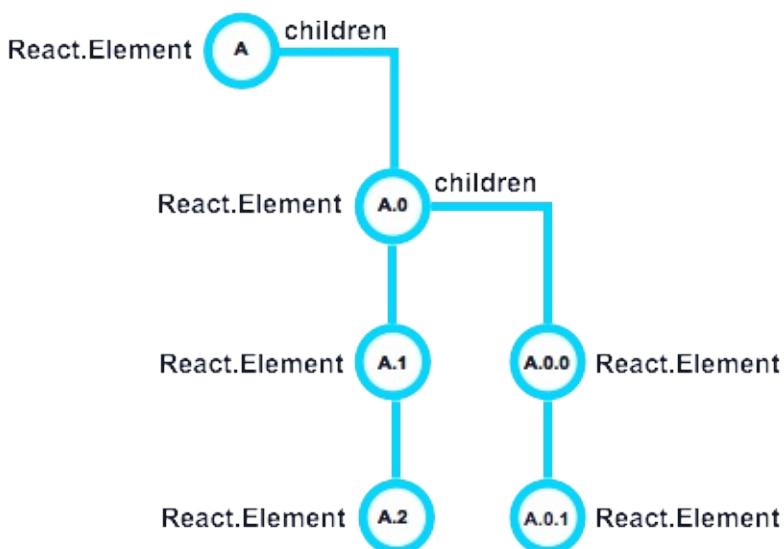 children
React.Element A
children
React.Element A.0
React.Element A.1 A.0.0 React.Element
React.Element A.2 A.0.1 React.Element